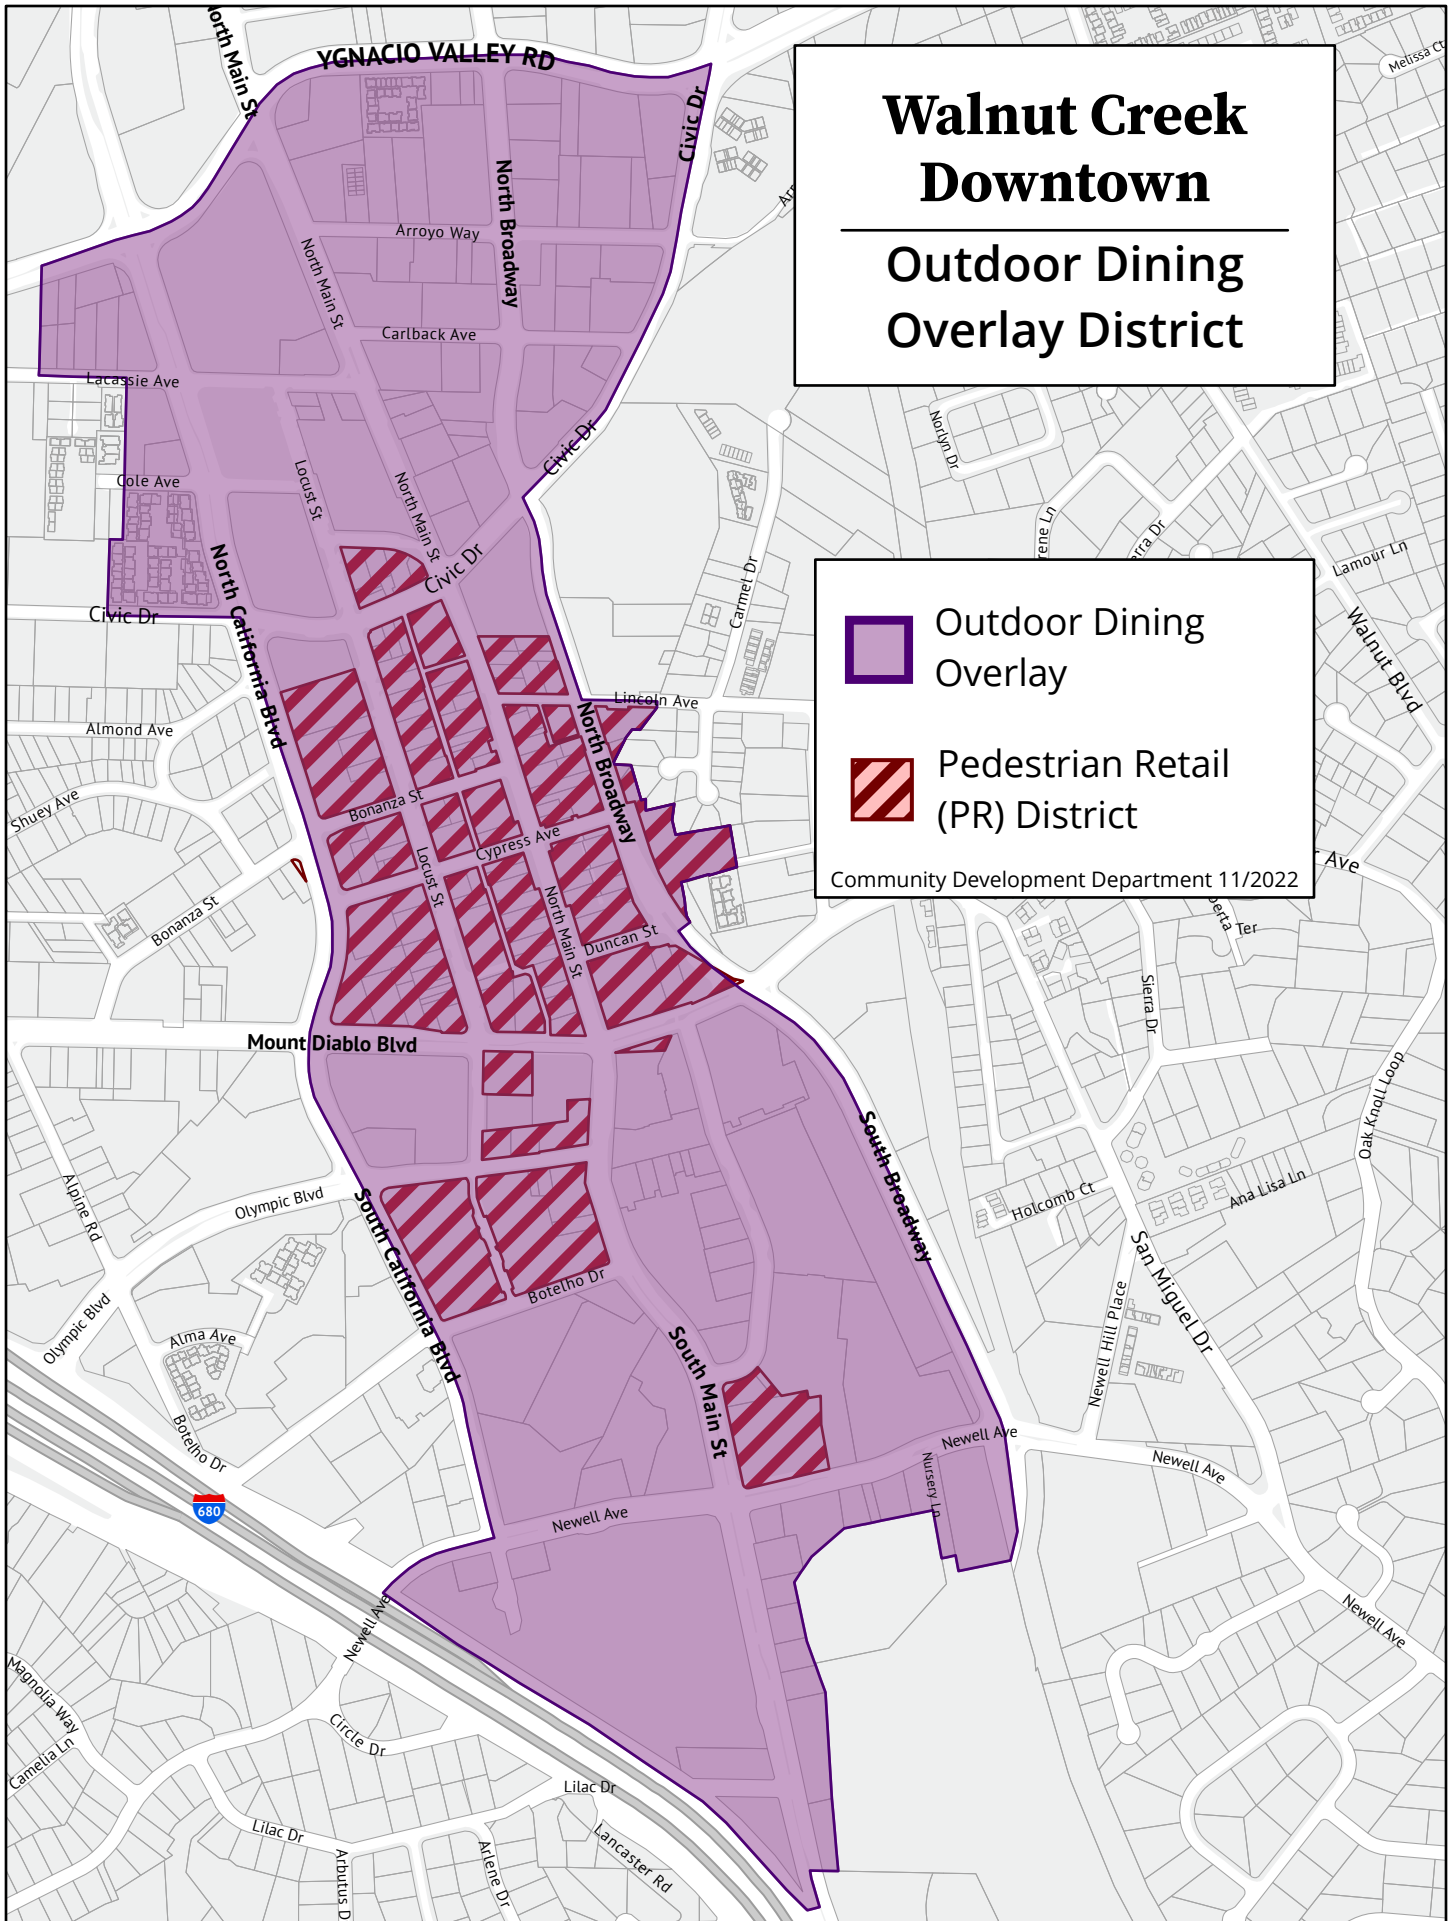 Walnut Creek
Downtown
Outdoor Dining
Overlay District
Outdoor Dining
Overlay
Pedestrian Retail
(PR) District
Community Development Department 11/2022
North Main St
YGNACIO VALLEY RD
Civic Dr
Melissa Ct
North Broadway
Arroyo Way
North Main St
Carlback Ave
Lacassie Ave
Norlyn Dr
Civic Dr
Cole Ave
Locust St
North Main St
Civic Dr
Lamour Ln
Carmel Dr
Civic Dr
North California Blvd
Walnut Blvd
Lincoln Ave
Almond Ave
North Broadway
Bonanza St
Shuey Ave
Cypress Ave
Locust St
North Main St
Bonanza St
Duncan St
Ter
Sierra Dr
Mount Diablo Blvd
Oak Knoll Loop
South Broadway
Alpine Rd
Olympic Blvd
South California Blvd
Holcomb Ct
Ana Lisa Ln
San Miguel Dr
Botelho Dr
Newell Hill Place
Olympic Blvd
Alma Ave
South Main St
Botelho Dr
Newell Ave
Nursery Ln
Newell Ave
680
Newell Ave
Newell Ave
Newell Ave
Magnolia Way
Camelia Ln
Circle Dr
Lilac Dr
Lilac Dr
Lancaster Rd
Arbutus D
Arlene Dr